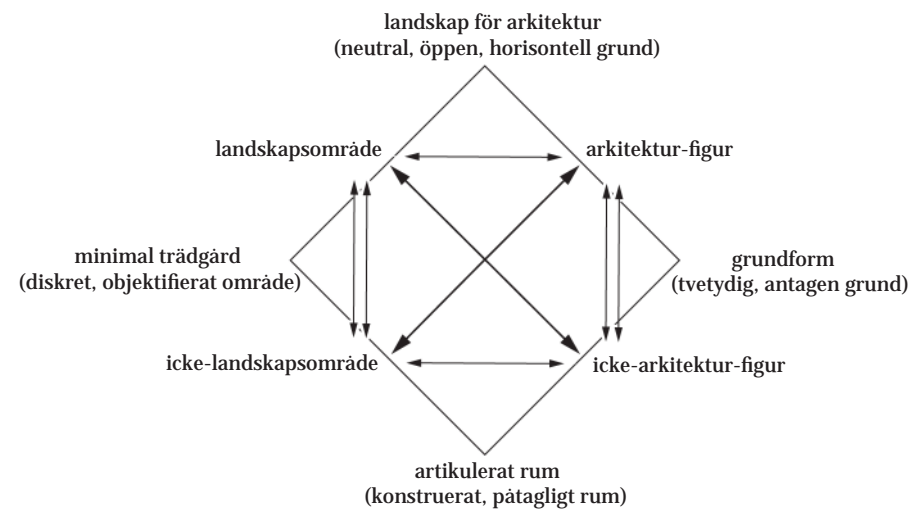 landskap för arkitektur
(neutral, öppen, horisontell grund)
landskapsområde
arkitektur-figur
minimal trädgård
(diskret, objektifierat område)
grundform
(tvetydig, antagen grund)
icke-landskapsområde
icke-arkitektur-figur
artikulerat rum
(konstruerat, påtagligt rum)